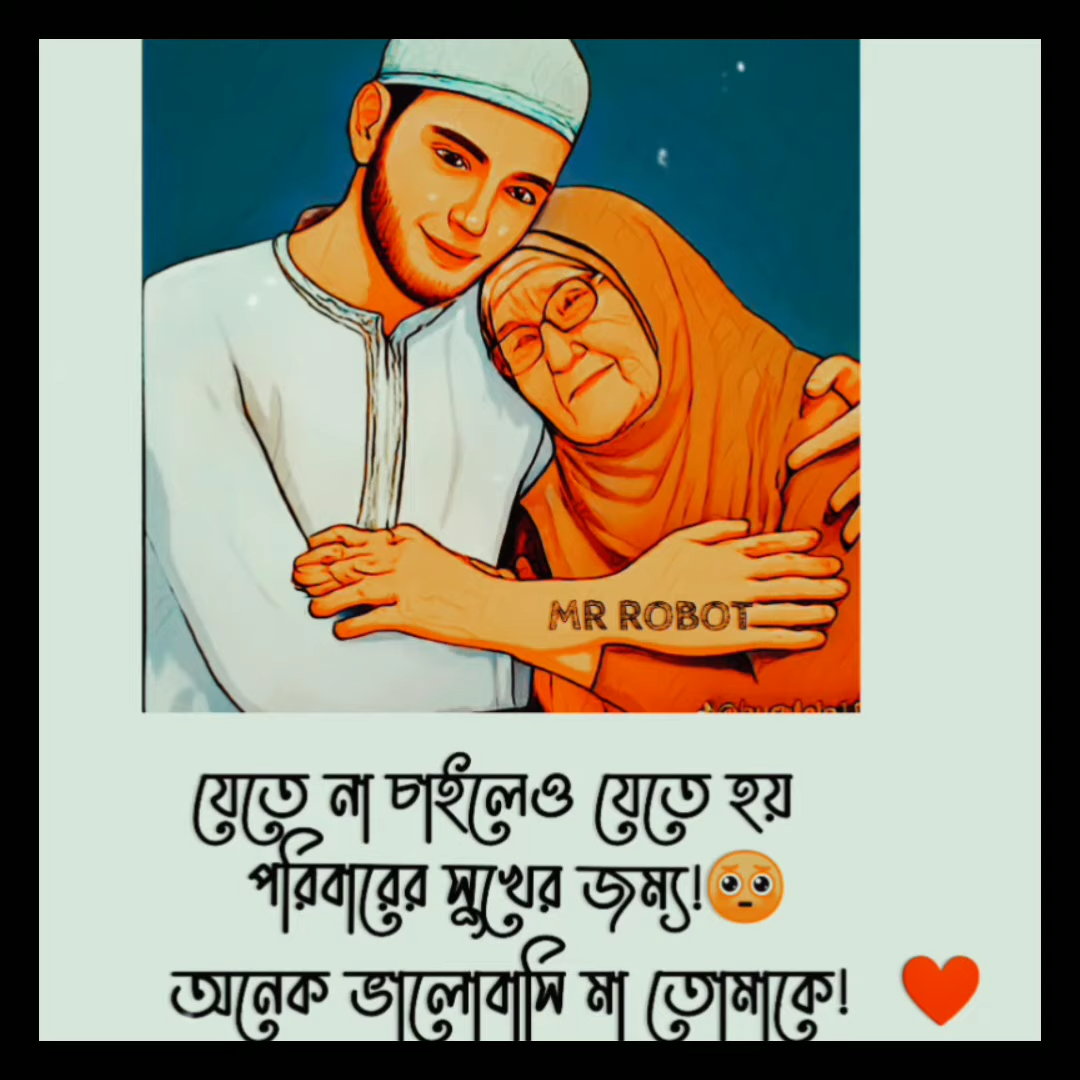 MR ROBOT
যেতে না চাইলেও যেতে হয়
পরিবারের সুখের জন্য!🥺
অনেক ভালোবাসি মা তোমাকে! ❤️